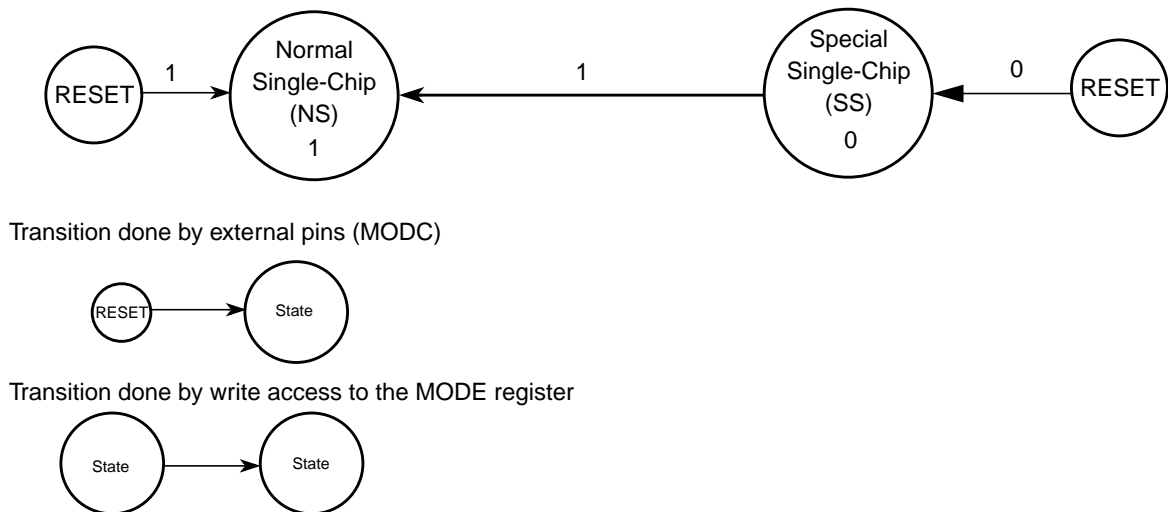 RESET
1
Normal
Single-Chip
(NS)
1
1
Special
Single-Chip
(SS)
0
0
RESET
Transition done by external pins (MODC)
RESET
State
Transition done by write access to the MODE register
State
State